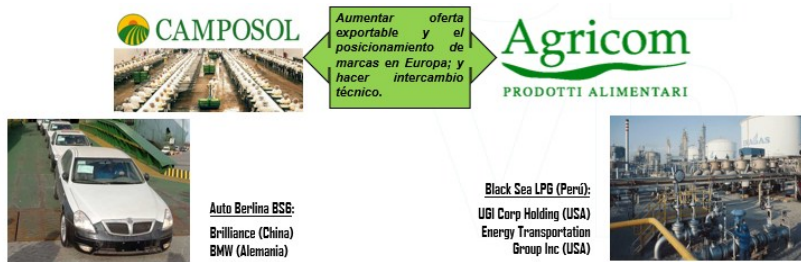 CAMPOSOL
Aumentar oferta
exportable y el
posicionamiento de
marcas en Europa; y
hacer intercambio
técnico.
Agricom
PRODOTTI ALIMENTARI
Auto Berlina BS6:
Brilliance (China)
BMW (Alemania)
Black Sea LPG (Perú):
UGI Corp Holding (USA)
Energy Transportation
Group Inc (USA)